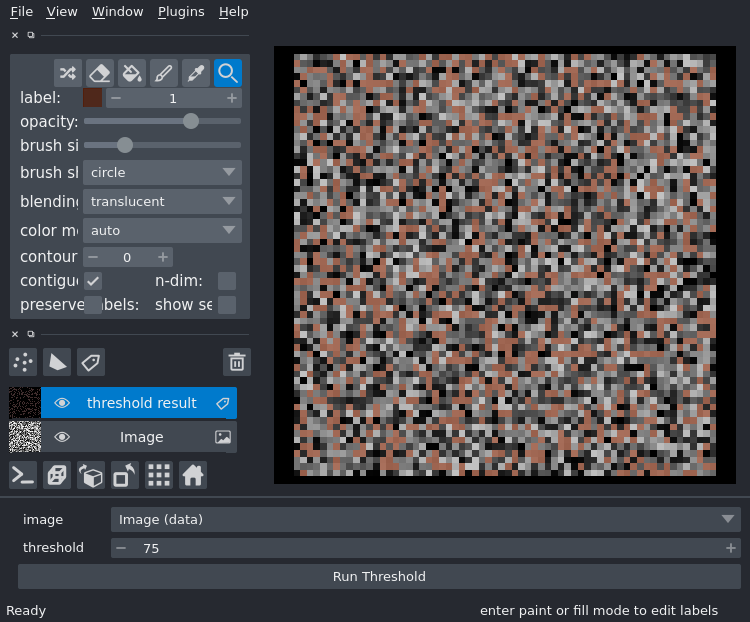 File View Window Plugins Help
label: 1
opacity:
brush si
brush sl circle
blending translucent
color m auto
contour 0
contigu n-dim:
preserve abels: show se
threshold result
Image
image Image (data)
threshold 75
Run Threshold
Ready enter paint or fill mode to edit labels